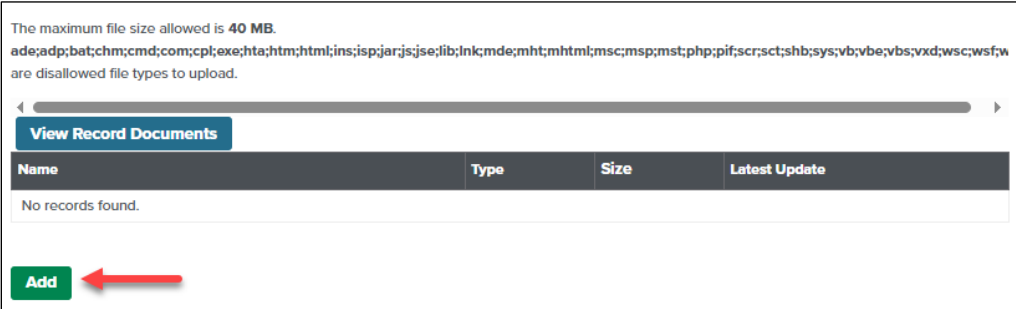 The maximum file size allowed is 40 MB.
ade;adp;bat;chm;cmd;com;cpl;exe;hta;htm;html;ins;isp;jar;js;jse;lib;lnk;mde;mht;mhtml;msc;msp;mst;php;pif;scr;sct;shb;sys;vb;vbe;vbs;vxd;wsc;wsf;w
are disallowed file types to upload.
View Record Documents
Name Type Size Latest Update
No records found.
Add